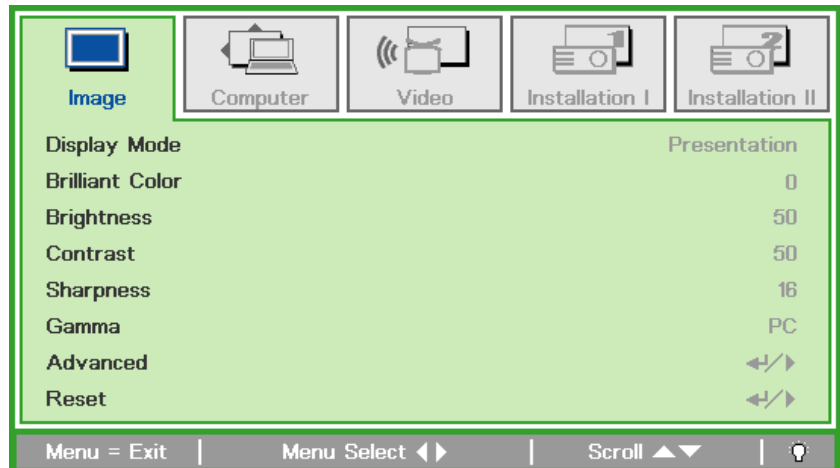 Image Computer Video Installation I Installation II
Display Mode Presentation
Brilliant Color 0
Brightness 50
Contrast 50
Sharpness 16
Gamma PC
Advanced
Reset
Menu = Exit Menu Select Scroll